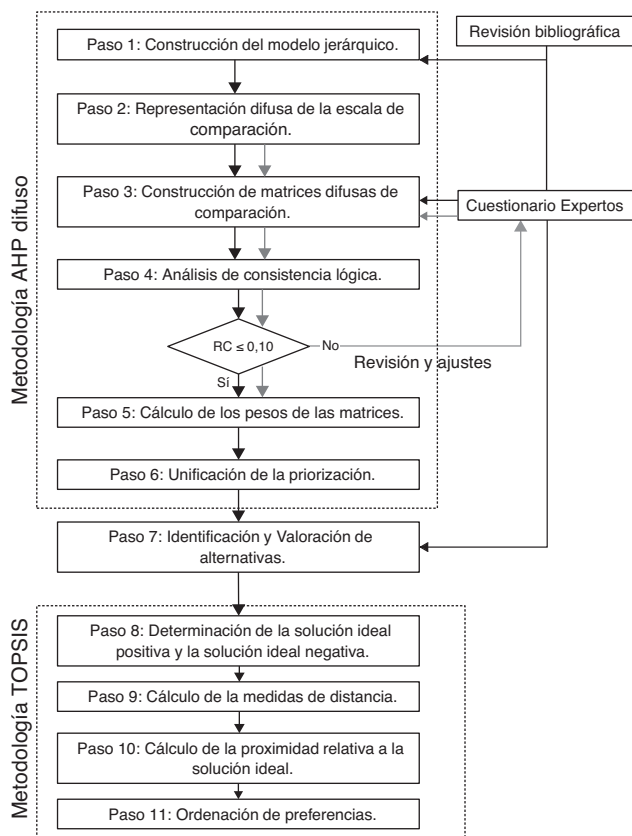 Revisión bibliográfica
Paso 1: Construcción del modelo jerárquico.
Paso 2: Representación difusa de la escala de
comparación.
Paso 3: Construcción de matrices difusas de
comparación.
Cuestionario Expertos
Paso 4: Análisis de consistencia lógica.
RC ≤ 0,10
No
Revisión y ajustes
Sí
Paso 5: Cálculo de los pesos de las matrices.
Paso 6: Unificación de la priorización.
Metodología AHP difuso
Paso 7: Identificación y Valoración de
alternativas.
Paso 8: Determinación de la solución ideal
positiva y la solución ideal negativa.
Paso 9: Cálculo de la medidas de distancia.
Paso 10: Cálculo de la proximidad relativa a la
solución ideal.
Paso 11: Ordenación de preferencias.
Metodología TOPSIS